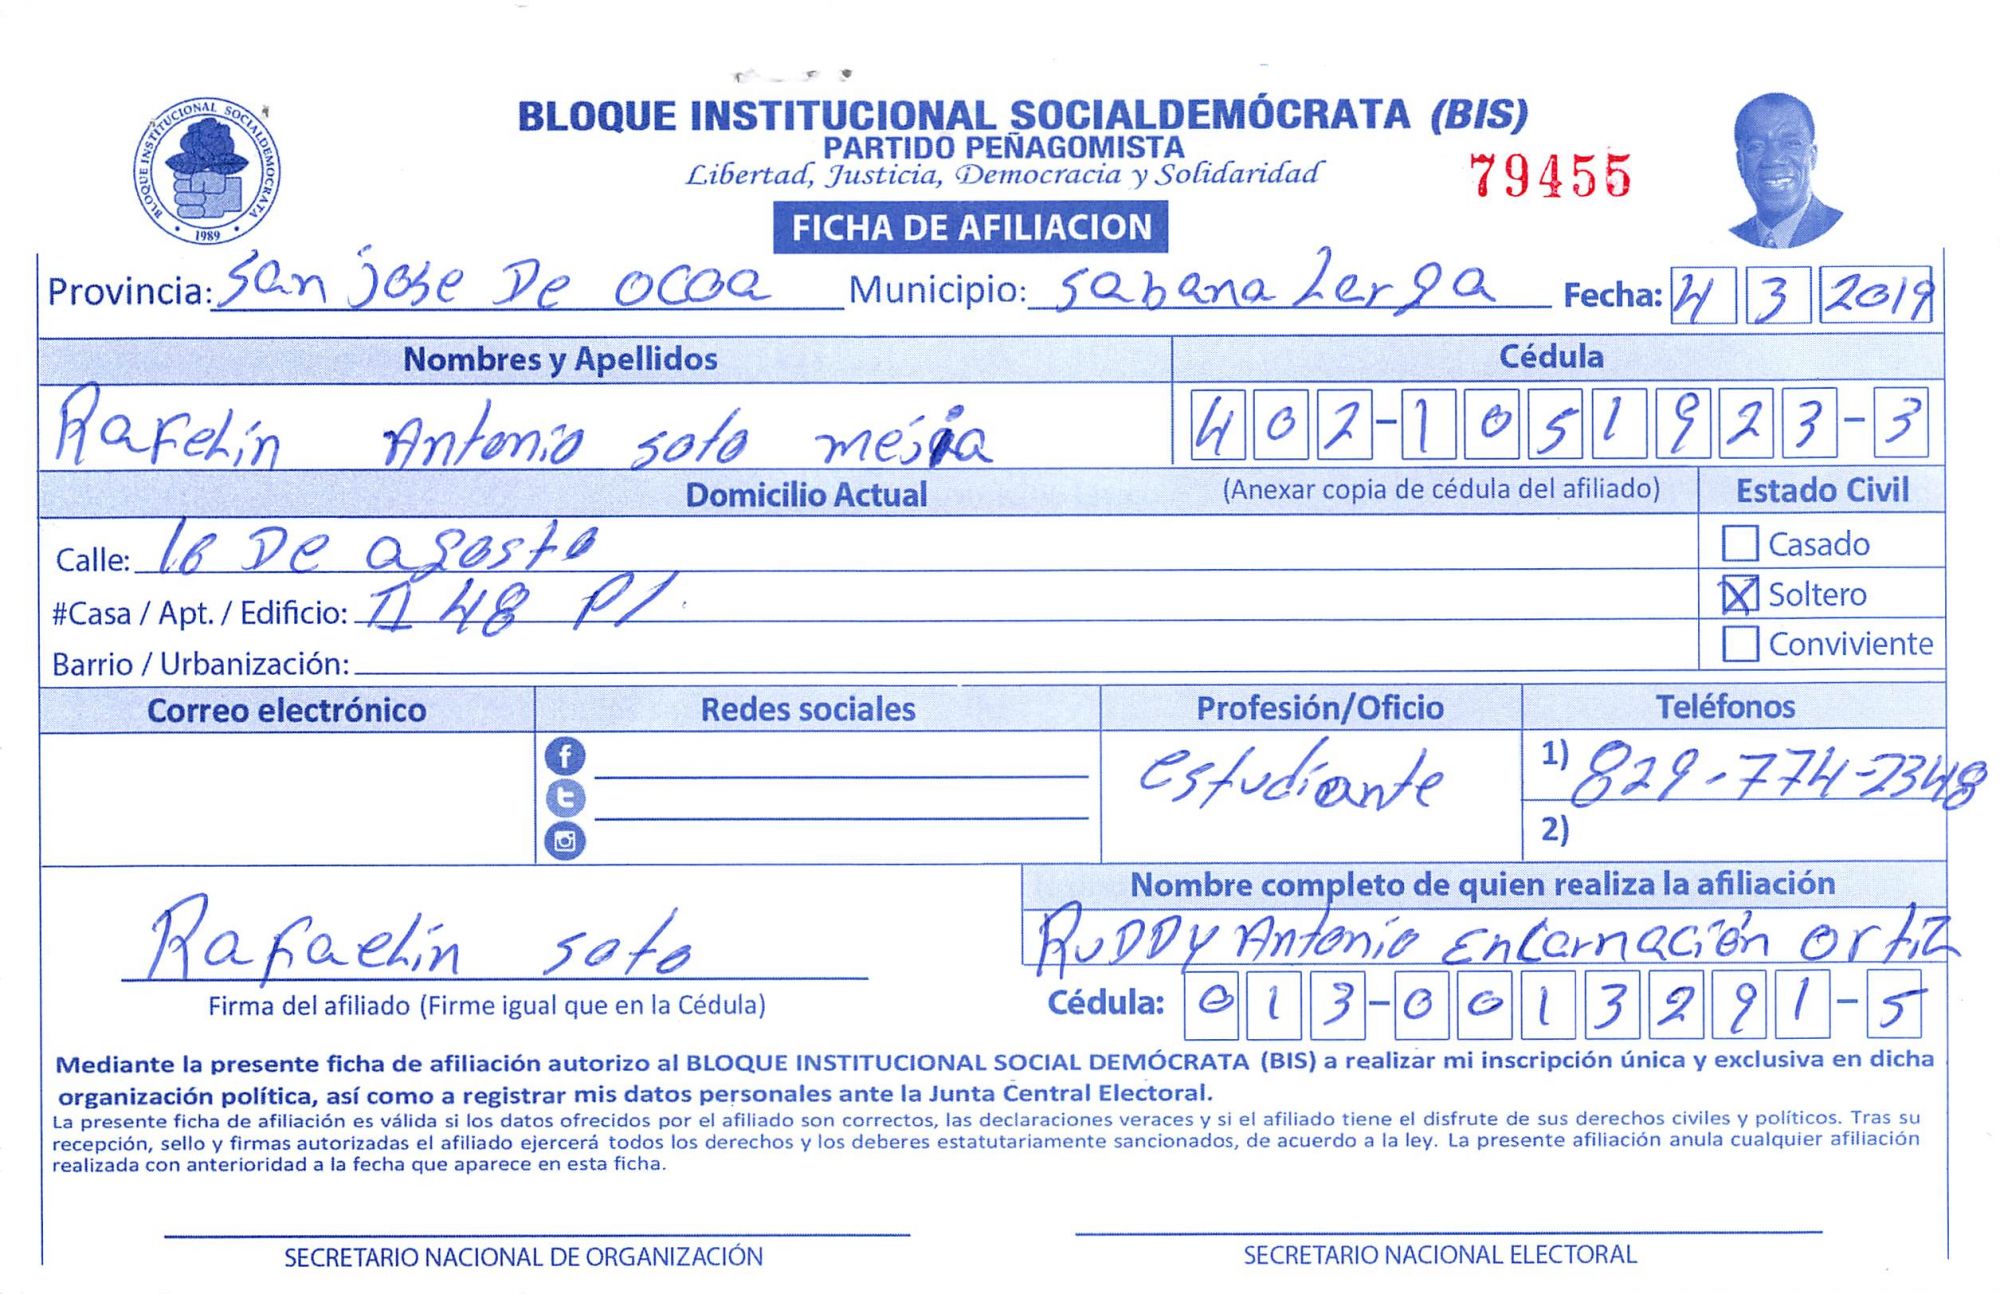 BLOQUE INSTITUCIONAL SOCIALDEMOCRATA
1989
BLOQUE INSTITUCIONAL SOCIALDEMÓCRATA (BIS)
PARTIDO PEÑAGOMISTA
Libertad, Justicia, Democracia y Solidaridad
79455
FICHA DE AFILIACION
Provincia: San jose De ocoa Municipio: Sabana Larga Fecha: 4 3 2019
Nombres y Apellidos Cédula
Rafelín Antonio soto mejía 402-1051923-3
Domicilio Actual (Anexar copia de cédula del afiliado) Estado Civil
Calle: 16 De agosto
Casado
#Casa / Apt. / Edificio: II 48 P1
X Soltero
Barrio / Urbanización:
Conviviente
Correo electrónico Redes sociales Profesión/Oficio Teléfonos
estudiante 1) 829-774-2348
2)
Nombre completo de quien realiza la afiliación
Rafaelín soto RuDDy Antonio Encarnación ortiz
Firma del afiliado (Firme igual que en la Cédula) Cédula: 013-0013291-5
Mediante la presente ficha de afiliación autorizo al BLOQUE INSTITUCIONAL SOCIAL DEMÓCRATA (BIS) a realizar mi inscripción única y exclusiva en dicha
organización política, así como a registrar mis datos personales ante la Junta Central Electoral.
La presente ficha de afiliación es válida si los datos ofrecidos por el afiliado son correctos, las declaraciones veraces y si el afiliado tiene el disfrute de sus derechos civiles y políticos. Tras su
recepción, sello y firmas autorizadas el afiliado ejercerá todos los derechos y los deberes estatutariamente sancionados, de acuerdo a la ley. La presente afiliación anula cualquier afiliación
realizada con anterioridad a la fecha que aparece en esta ficha.
SECRETARIO NACIONAL DE ORGANIZACIÓN SECRETARIO NACIONAL ELECTORAL